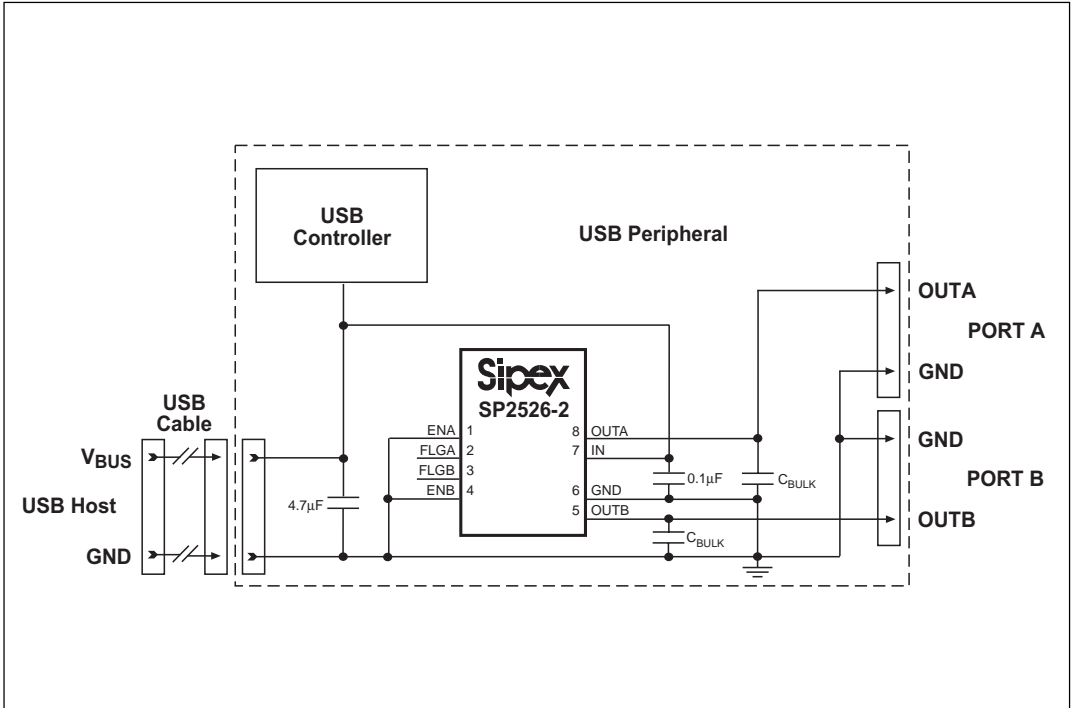 USB
Controller
USB Peripheral
OUTA
PORT A
GND
Sipex
SP2526-2
USB
Cable
ENA 1
8 OUTA
FLGA 2
7 IN
FLGB 3
ENB 4
6 GND
5 OUTB
0.1µF
CBULK
GND
PORT B
OUTB
VBUS
USB Host
4.7µF
CBULK
GND